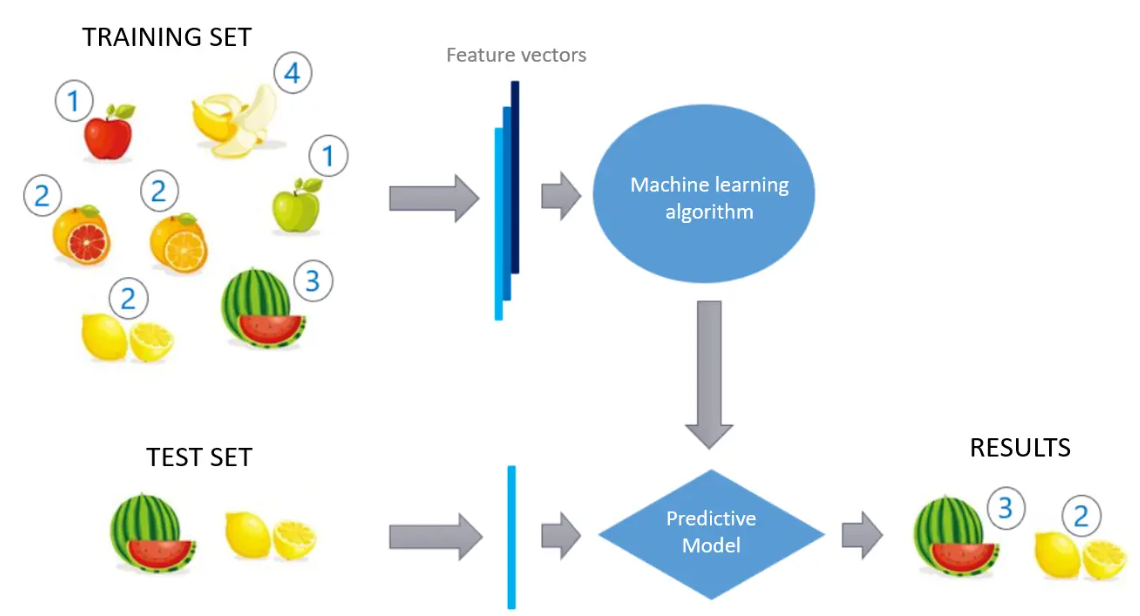 TRAINING SET
Feature vectors
4
1
1
2
2
Machine learning
algorithm
3
2
TEST SET
RESULTS
3
2
Predictive
Model